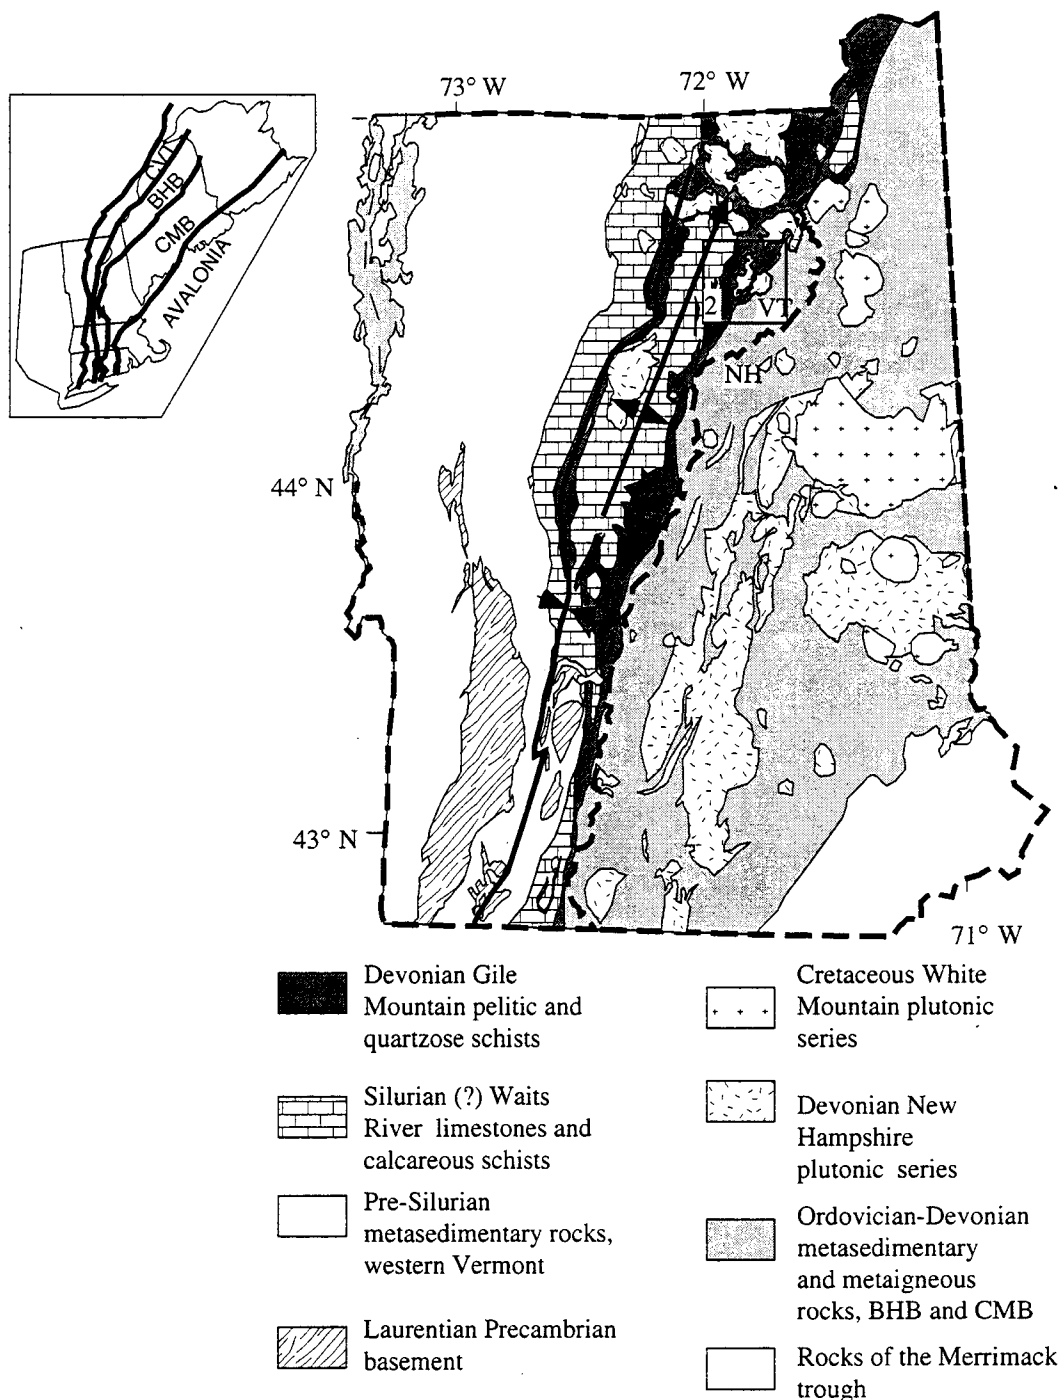 73° W
72° W
CVT
BHB
CMB
AVALONIA
2
VT
NH
44° N
43° N
71° W
Devonian Gile
Mountain pelitic and
quartzose schists
Silurian (?) Waits
River limestones and
calcareous schists
Pre-Silurian
metasedimentary rocks,
western Vermont
Laurentian Precambrian
basement
Cretaceous White
Mountain plutonic
series
Devonian New
Hampshire
plutonic series
Ordovician-Devonian
metasedimentary
and metaigneous
rocks, BHB and CMB
Rocks of the Merrimack
trough